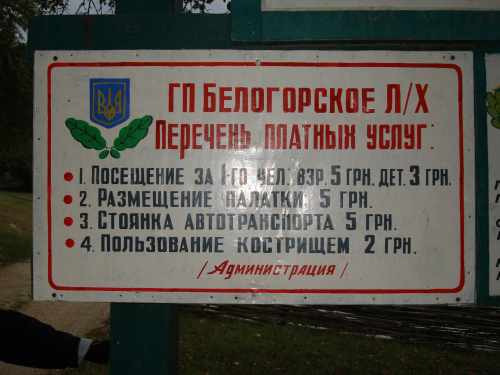 ГП БЕЛОГОРСКОЕ Л/Х
ПЕРЕЧЕНЬ ПЛАТНЫХ УСЛУГ:
1. ПОСЕЩЕНИЕ ЗА 1-ГО ЧЕЛ. ВЗР. 5 ГРН. ДЕТ. 3 ГРН.
2. РАЗМЕЩЕНИЕ ПАЛАТКИ 5 ГРН.
3. СТОЯНКА АВТОТРАНСПОРТА 5 ГРН.
4. ПОЛЬЗОВАНИЕ КОСТРИЩЕМ 2 ГРН.
/АДМИНИСТРАЦИЯ/